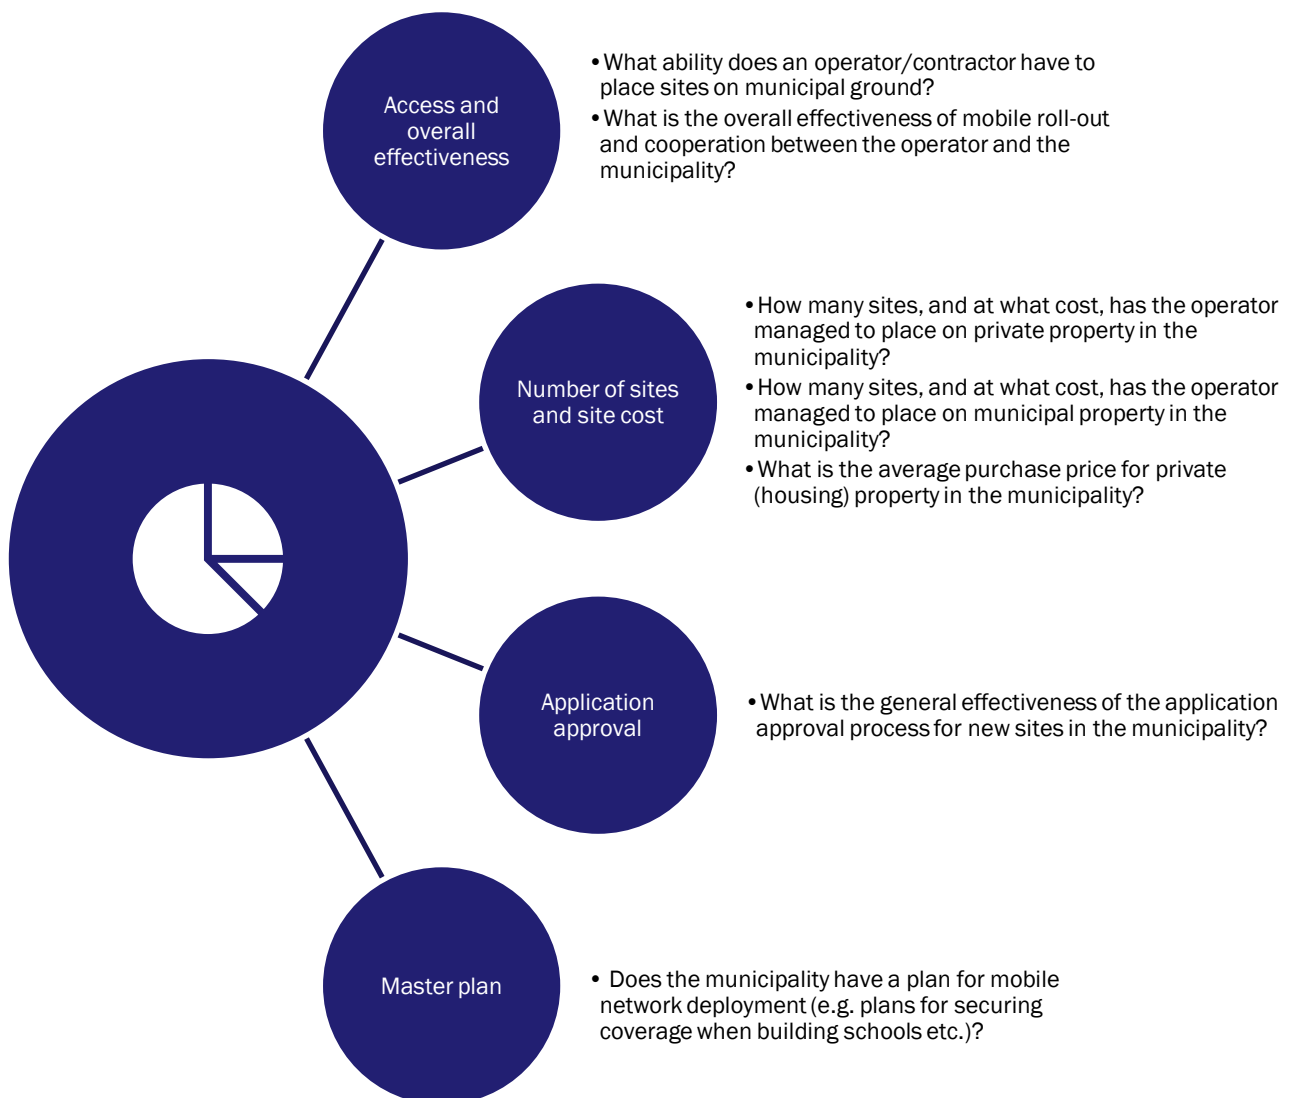 Access and
overall
effectiveness
•What ability does an operator/contractor have to
place sites on municipal ground?
•What is the overall effectiveness of mobile roll-out
and cooperation between the operator and the
municipality?
Number of sites
and site cost
•How many sites, and at what cost, has the operator
managed to place on private property in the
municipality?
•How many sites, and at what cost, has the operator
managed to place on municipal property in the
municipality?
•What is the average purchase price for private
(housing) property in the municipality?
Application
approval
•What is the general effectiveness of the application
approval process for new sites in the municipality?
Master plan
• Does the municipality have a plan for mobile
network deployment (e.g. plans for securing
coverage when building schools etc.)?